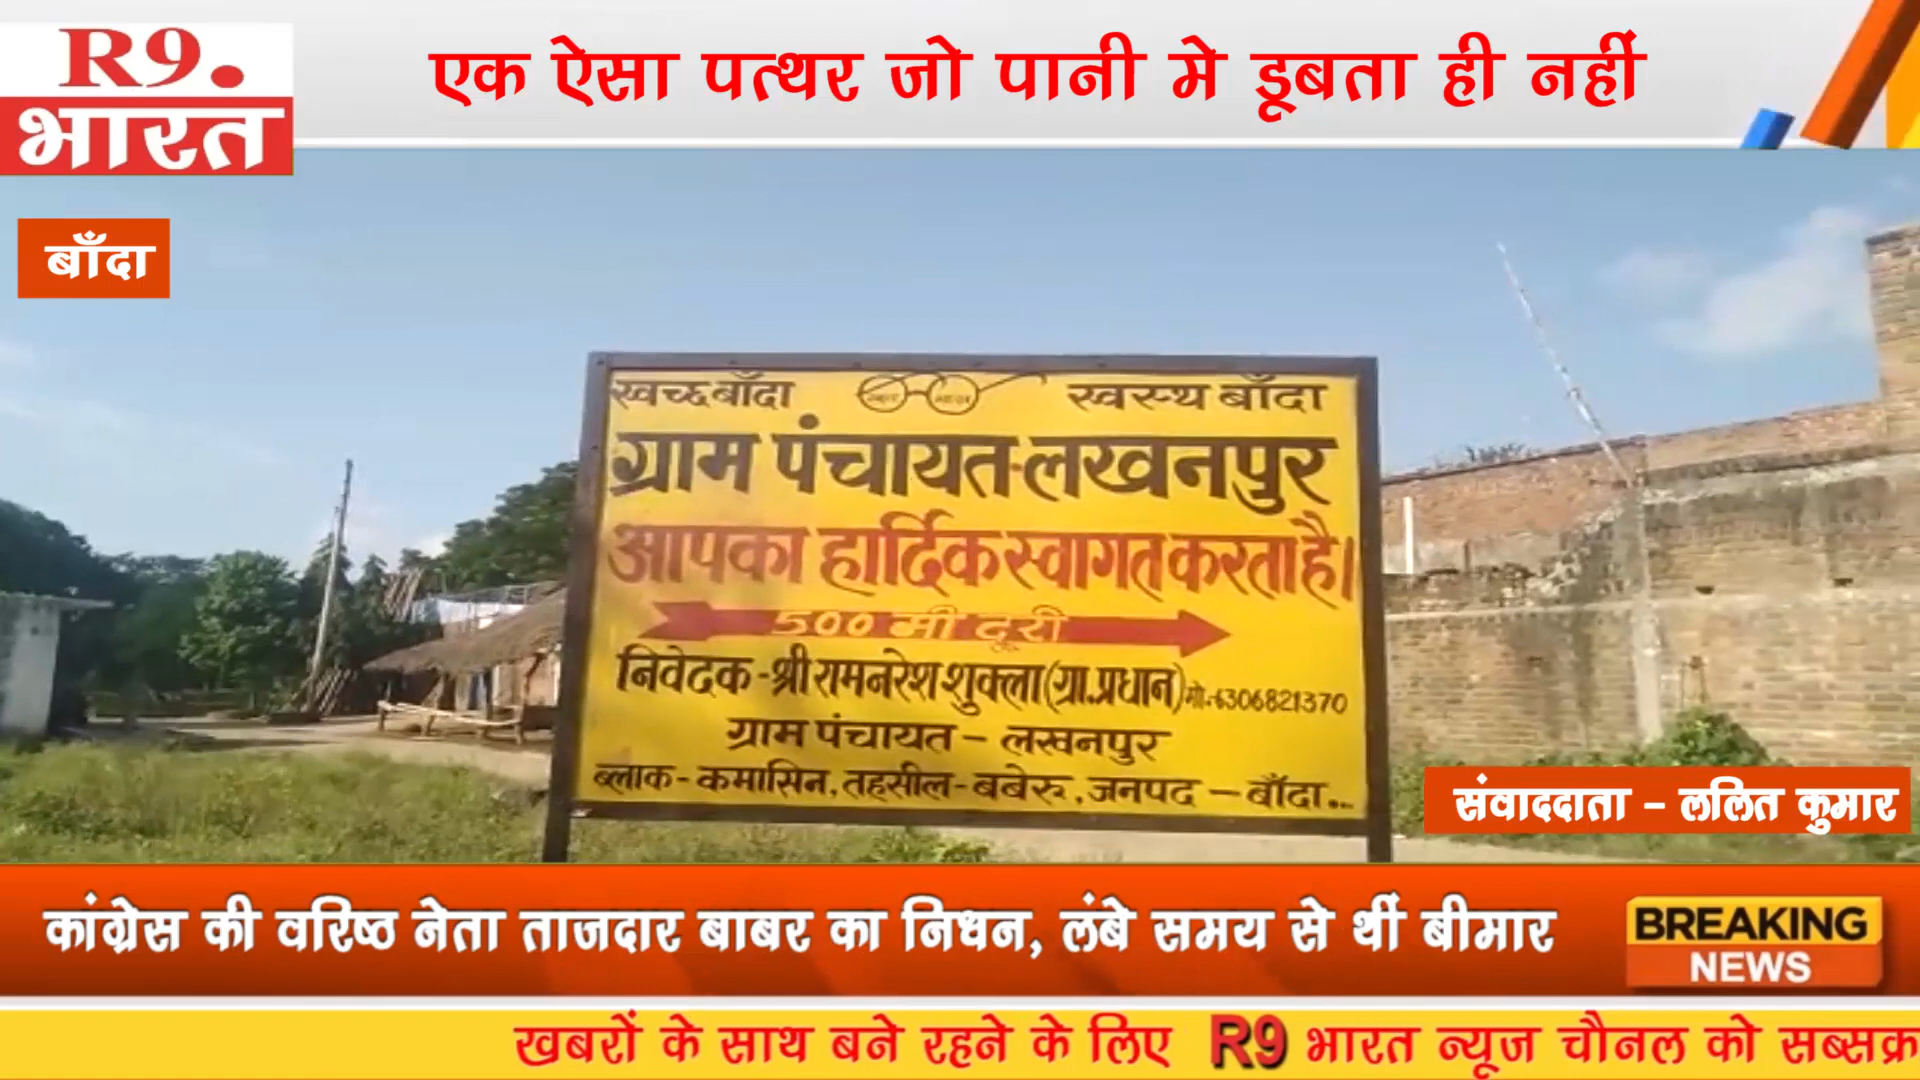 R9.
भारत
एक ऐसा पत्थर जो पानी मे डूबता ही नहीं
बाँदा
स्वच्छ बाँदा स्वस्थ बाँदा
ग्राम पंचायत-लखनपुर
आपका हार्दिक स्वागत करता है।
500 मी दूरी
निवेदक-श्री रामनरेश शुक्ला (ग्रा.प्रधान) मो.-6306821370
ग्राम पंचायत - लखनपुर
ब्लाक- कमासिन, तहसील-बबेरु, जनपद - बाँदा...
संवाददाता - ललित कुमार
कांग्रेस की वरिष्ठ नेता ताजदार बाबर का निधन, लंबे समय से थीं बीमार
BREAKING
NEWS
खबरों के साथ बने रहने के लिए R9 भारत न्यूज चौनल को सब्सक्र